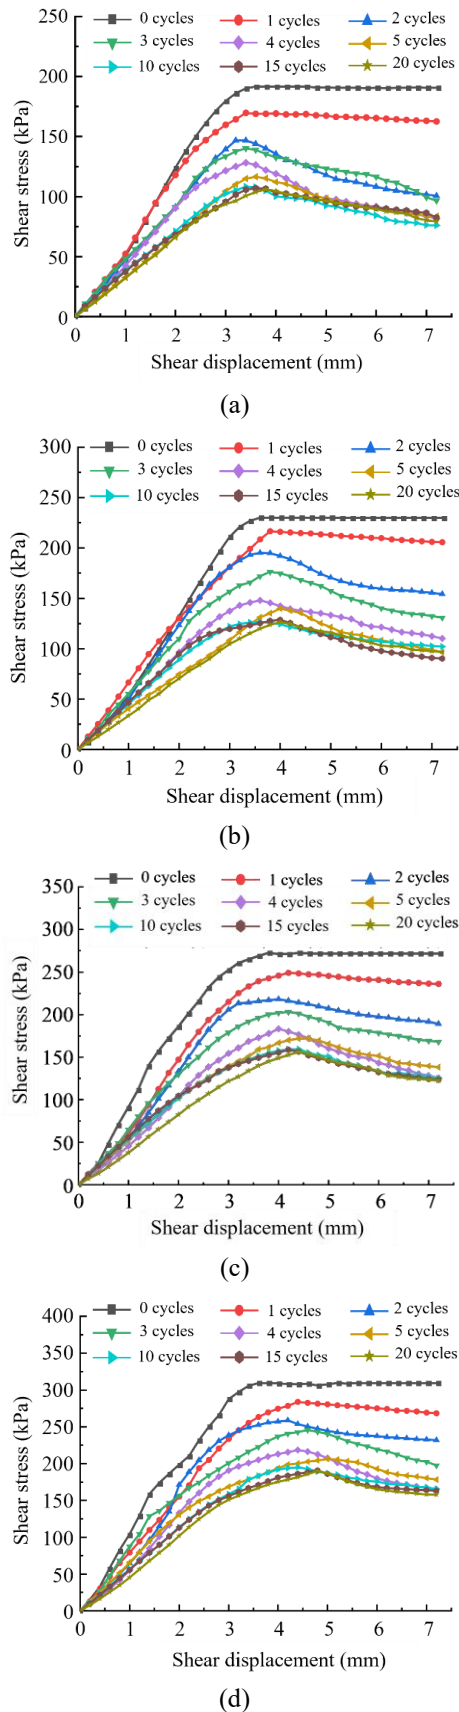 250
0 cycles 1 cycles 2 cycles
3 cycles 4 cycles 5 cycles
10 cycles 15 cycles 20 cycles
200
150
100
50
0
Shear stress (kPa)
0 1 2 3 4 5 6 7
Shear displacement (mm)
(a)
300
0 cycles 1 cycles 2 cycles
3 cycles 4 cycles 5 cycles
10 cycles 15 cycles 20 cycles
250
200
150
100
50
0
Shear stress (kPa)
0 1 2 3 4 5 6 7
Shear displacement (mm)
(b)
0 cycles 1 cycles 2 cycles
350
3 cycles 4 cycles 5 cycles
10 cycles 15 cycles 20 cycles
300
250
200
150
100
50
0
Shear stress (kPa)
0 1 2 3 4 5 6 7
Shear displacement (mm)
(c)
400
0 cycles 1 cycles 2 cycles
3 cycles 4 cycles 5 cycles
10 cycles 15 cycles 20 cycles
350
300
250
200
150
100
50
0
Shear stress (kPa)
0 1 2 3 4 5 6 7
Shear displacement (mm)
(d)